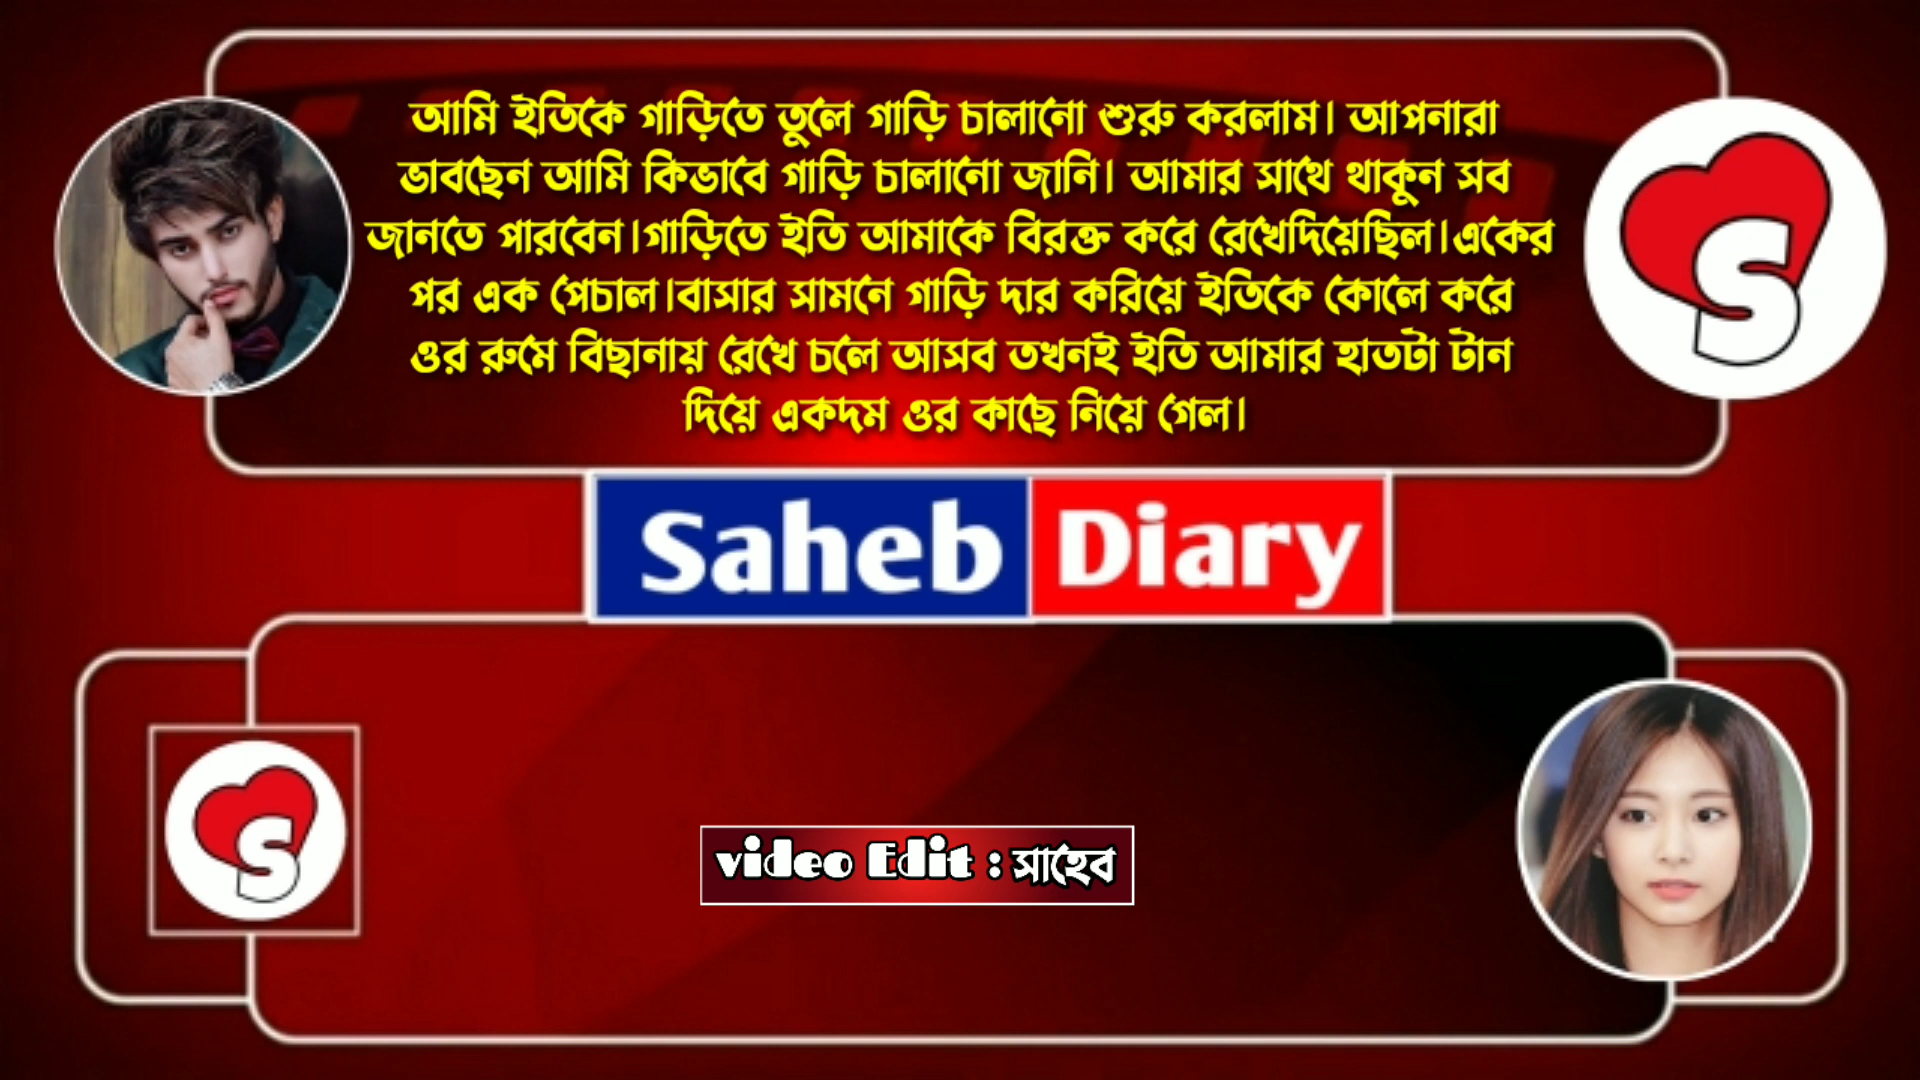 আমি ইতিকে গাড়িতে তুলে গাড়ি চালানো শুরু করলাম। আপনারা
ভাবছেন আমি কিভাবে গাড়ি চালানো জানি। আমার সাথে থাকুন সব
জানতে পারবেন।গাড়িতে ইতি আমাকে বিরক্ত করে রেখেদিয়েছিল।একের
পর এক পেচাল।বাসার সামনে গাড়ি দার করিয়ে ইতিকে কোলে করে
ওর রুমে বিছানায় রেখে চলে আসব তখনই ইতি আমার হাতটা টান
দিয়ে একদম ওর কাছে নিয়ে গেল।
S
Saheb Diary
S
video Edit : সাহেব